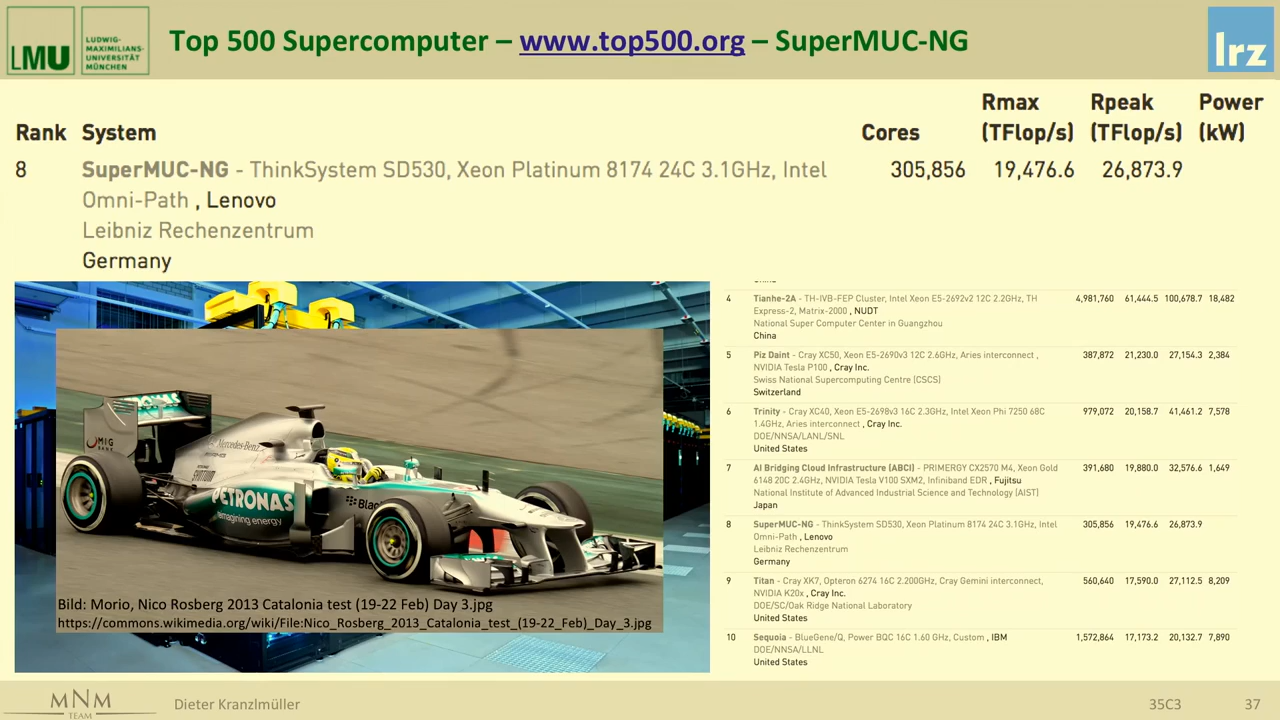 LMU
LUDWIG-
MAXIMILIANS-
UNIVERSITÄT
MÜNCHEN
Top 500 Supercomputer – www.top500.org – SuperMUC-NG
lrz
Rank System Cores Rmax (TFlop/s) Rpeak (TFlop/s) Power (kW)
8 SuperMUC-NG - ThinkSystem SD530, Xeon Platinum 8174 24C 3.1GHz, Intel 305,856 19,476.6 26,873.9
Omni-Path , Lenovo
Leibniz Rechenzentrum
Germany
MIG
BANK
Mercedes-Benz
PETRONAS
reimagining energy
Bild: Morio, Nico Rosberg 2013 Catalonia test (19-22 Feb) Day 3.jpg
https://commons.wikimedia.org/wiki/File:Nico_Rosberg_2013_Catalonia_test_(19-22_Feb)_Day_3.jpg
4 Tianhe-2A - TH-IVB-FEP Cluster, Intel Xeon E5-2692v2 12C 2.2GHz, TH 4,981,760 61,444.5 100,678.7 18,482
Express-2, Matrix-2000 , NUDT
National Super Computer Center in Guangzhou
China
5 Piz Daint - Cray XC50, Xeon E5-2690v3 12C 2.6GHz, Aries interconnect , 387,872 21,230.0 27,154.3 2,384
NVIDIA Tesla P100 , Cray Inc.
Swiss National Supercomputing Centre (CSCS)
Switzerland
6 Trinity - Cray XC40, Xeon E5-2698v3 16C 2.3GHz, Intel Xeon Phi 7250 68C 979,072 20,158.7 41,461.2 7,578
1.4GHz, Aries interconnect , Cray Inc.
DOE/NNSA/LANL/SNL
United States
7 AI Bridging Cloud Infrastructure (ABCI) - PRIMERGY CX2570 M4, Xeon Gold 391,680 19,880.0 32,576.6 1,649
6148 20C 2.4GHz, NVIDIA Tesla V100 SXM2, Infiniband EDR , Fujitsu
National Institute of Advanced Industrial Science and Technology (AIST)
Japan
8 SuperMUC-NG - ThinkSystem SD530, Xeon Platinum 8174 24C 3.1GHz, Intel 305,856 19,476.6 26,873.9
Omni-Path , Lenovo
Leibniz Rechenzentrum
Germany
9 Titan - Cray XK7, Opteron 6274 16C 2.200GHz, Cray Gemini interconnect, 560,640 17,590.0 27,112.5 8,209
NVIDIA K20x , Cray Inc.
DOE/SC/Oak Ridge National Laboratory
United States
10 Sequoia - BlueGene/Q, Power BQC 16C 1.60 GHz, Custom , IBM 1,572,864 17,173.2 20,132.7 7,890
DOE/NNSA/LLNL
United States
MNM
TEAM
Dieter Kranzlmüller
35C3
37